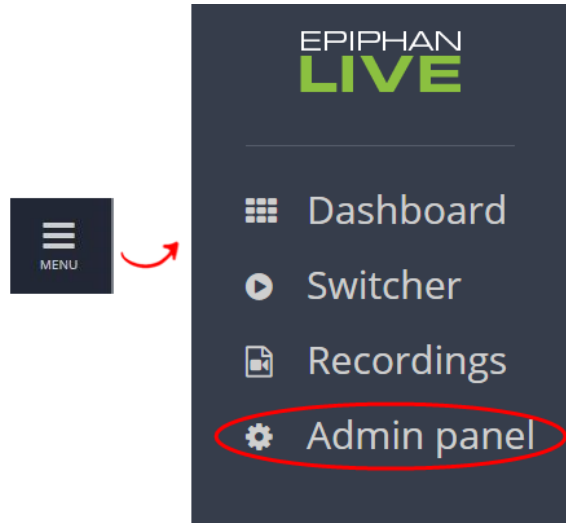 EPIPHAN
LIVE
MENU
Dashboard
Switcher
Recordings
Admin panel